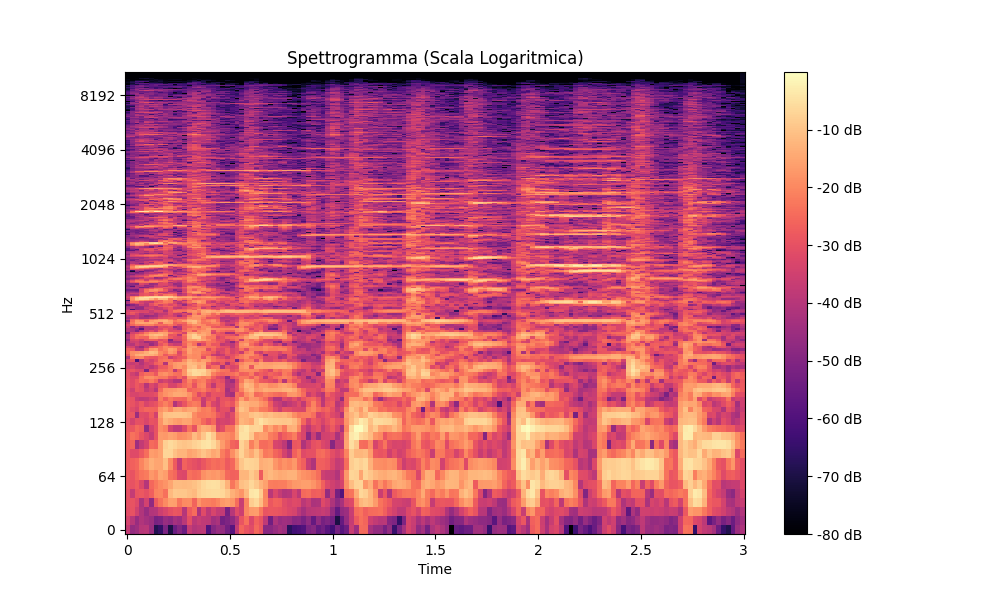 Spettrogramma (Scala Logaritmica)
8192
4096
2048
1024
512
256
128
64
0
Hz
0
0.5
1
1.5
2
2.5
3
Time
-10 dB
-20 dB
-30 dB
-40 dB
-50 dB
-60 dB
-70 dB
-80 dB